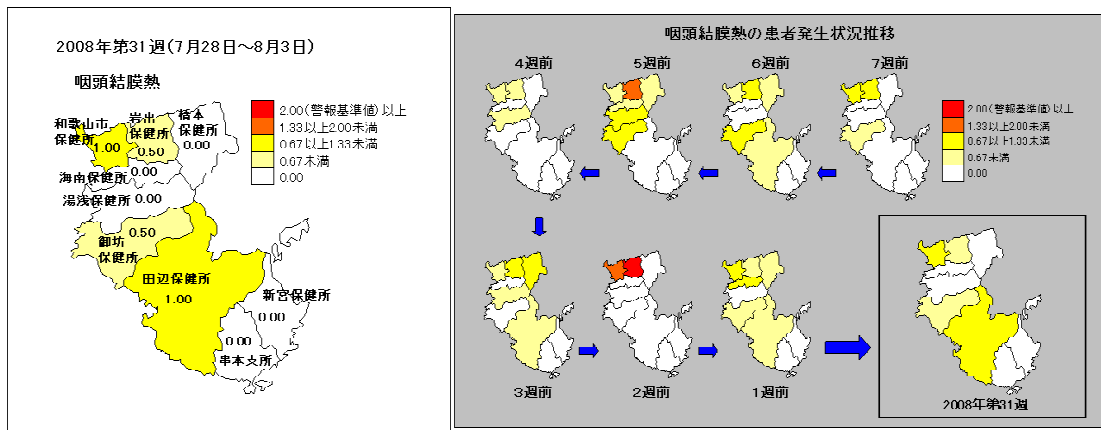 2008年第31週(7月28日～8月3日)
咽頭結膜熱
和歌山市
保健所
1.00
岩出
保健所
0.50
橋本
保健所
0.00
海南保健所
0.00
湯浅保健所
0.00
御坊
保健所
0.50
田辺保健所
1.00
新宮保健所
0.00
0.00
串本支所
2.00(警報基準値)以上
1.33以上2.00未満
0.67以上1.33未満
0.67未満
0.00
咽頭結膜熱の患者発生状況推移
4週前
5週前
6週前
7週前
2.00(警報基準値)以上
1.33以上2.00未満
0.67以上1.33未満
0.67未満
0.00
3週前
2週前
1週前
2008年第31週